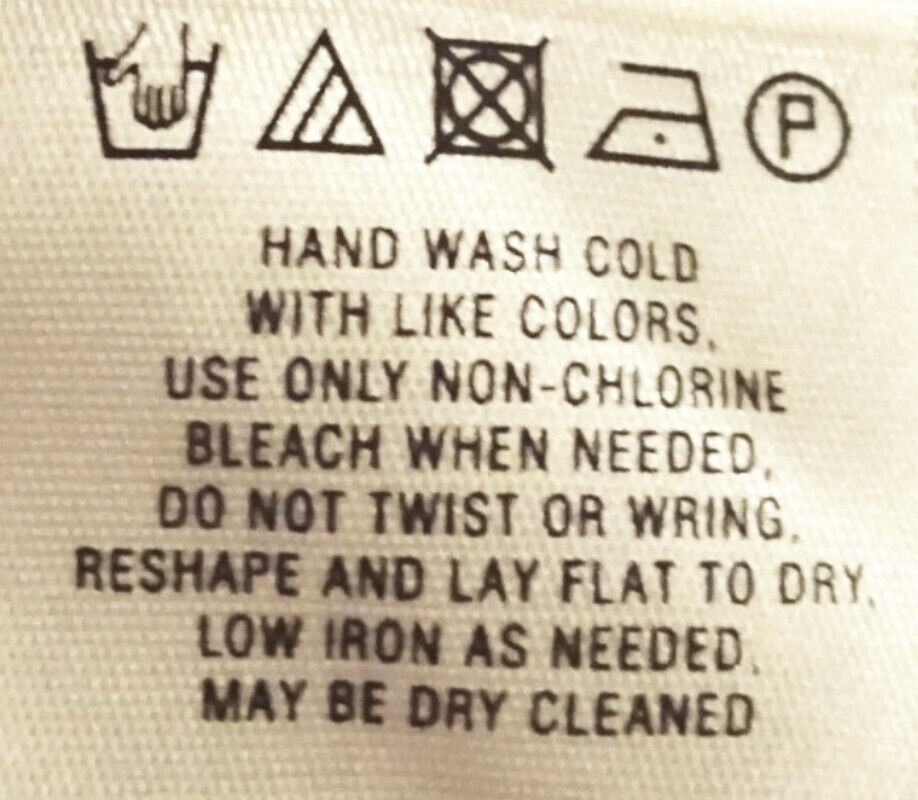 P
HAND WASH COLD
WITH LIKE COLORS.
USE ONLY NON-CHLORINE
BLEACH WHEN NEEDED.
DO NOT TWIST OR WRING.
RESHAPE AND LAY FLAT TO DRY.
LOW IRON AS NEEDED.
MAY BE DRY CLEANED